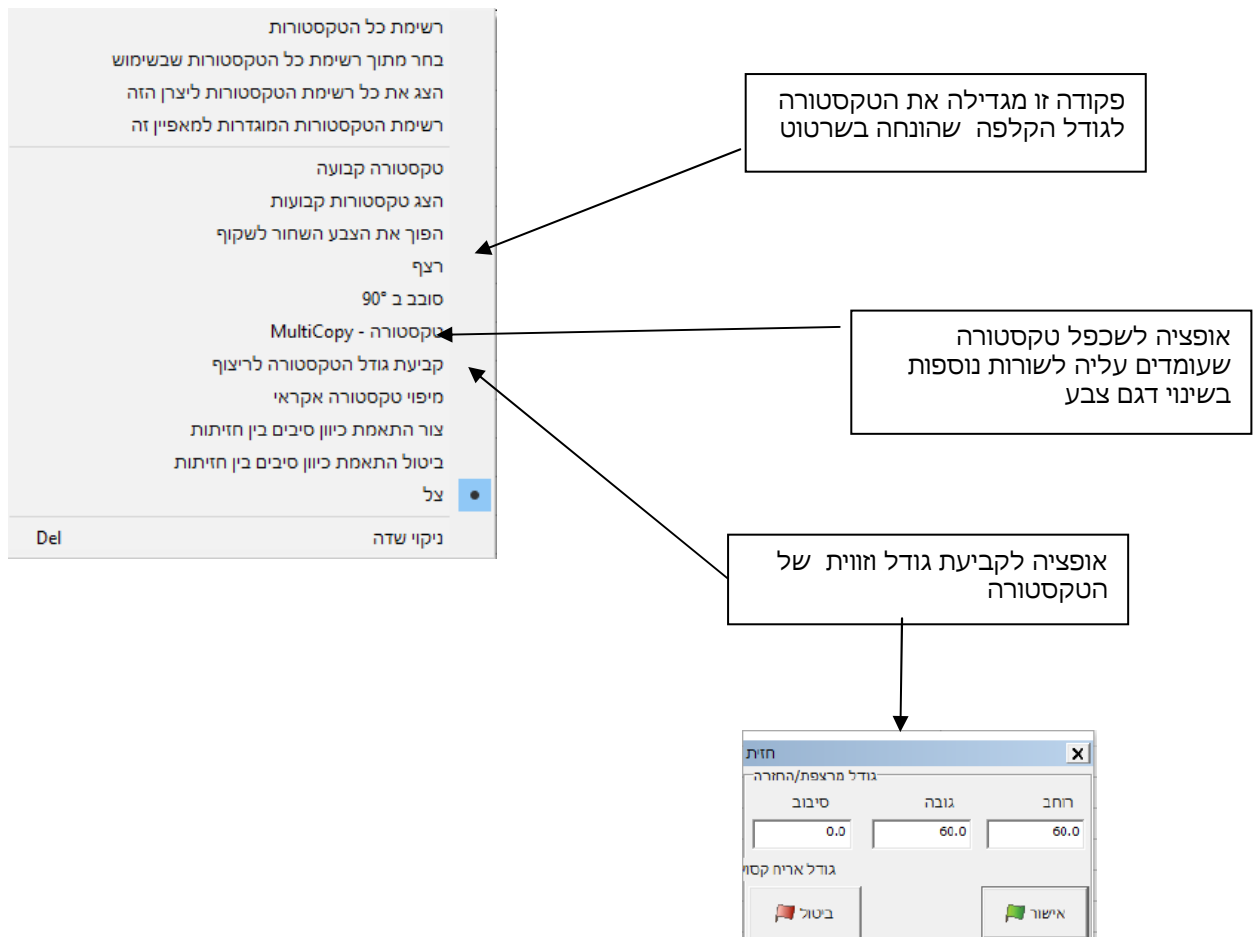 רשימת כל הטקסטורות
בחר מתוך רשימת כל הטקסטורות שבשימוש
הצג את כל רשימת הטקסטורות ליצרן הזה
רשימת הטקסטורות המוגדרות למאפיין זה
טקסטורה קבועה
הצג טקסטורות קבועות
הפוך את הצבע השחור לשקוף
רצף
סובב ב 90°
טקסטורה - MultiCopy
קביעת גודל הטקסטורה לריצוף
מיפוי טקסטורה אקראי
צור התאמת כיוון סיבים בין חזיתות
ביטול התאמת כיוון סיבים בין חזיתות
צל
ניקוי שדה Del
פקודה זו מגדילה את הטקסטורה
לגודל הקלפה שהונחה בשרטוט
אופציה לשכפל טקסטורה
שעומדים עליה לשורות נוספות
בשינוי דגם צבע
אופציה לקביעת גודל וזווית של
הטקסטורה
חזית
גודל מרצפת/החזרה
רוחב גובה סיבוב
60.0 60.0 0.0
גודל אריח
אישור ביטול